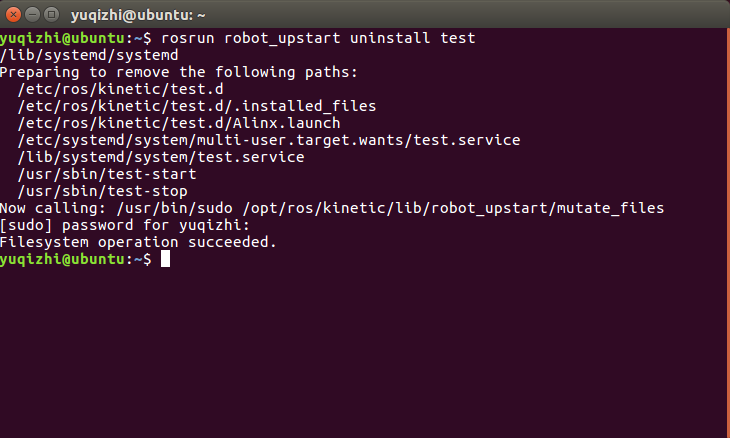 yuqizhi@ubuntu: ~
yuqizhi@ubuntu:~$ rosrun robot_upstart uninstall test
/lib/systemd/systemd
Preparing to remove the following paths:
  /etc/ros/kinetic/test.d
  /etc/ros/kinetic/test.d/.installed_files
  /etc/ros/kinetic/test.d/Alinx.launch
  /etc/systemd/system/multi-user.target.wants/test.service
  /lib/systemd/system/test.service
  /usr/sbin/test-start
  /usr/sbin/test-stop
Now calling: /usr/bin/sudo /opt/ros/kinetic/lib/robot_upstart/mutate_files
[sudo] password for yuqizhi:
Filesystem operation succeeded.
yuqizhi@ubuntu:~$